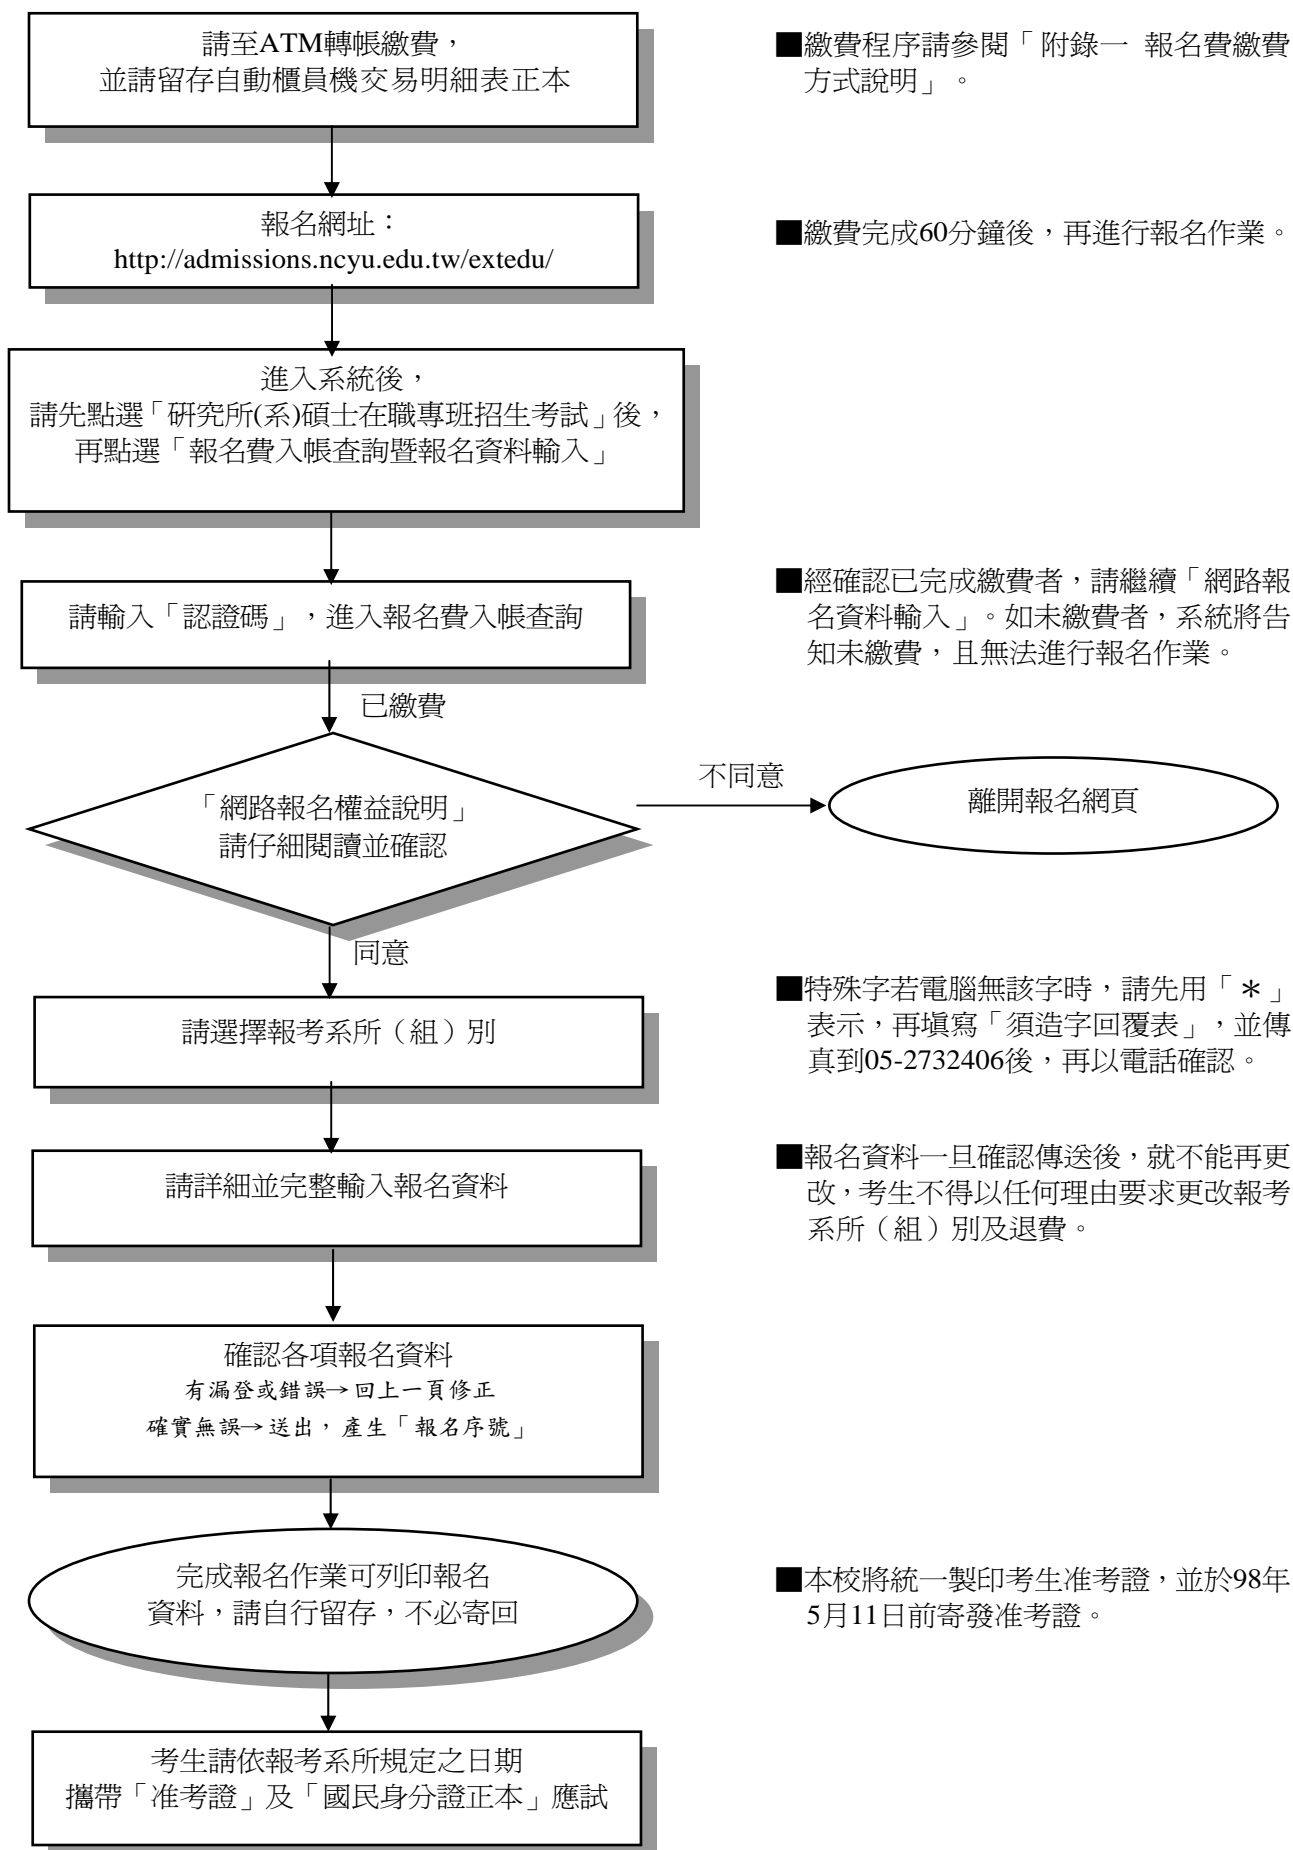 請至ATM轉帳繳費，
並請留存自動櫃員機交易明細表正本
■繳費程序請參閱「附錄一 報名費繳費
方式說明」。
報名網址：
http://admissions.ncyu.edu.tw/extedu/
■繳費完成60分鐘後，再進行報名作業。
進入系統後，
請先點選「研究所(系)碩士在職專班招生考試」後，
再點選「報名費入帳查詢暨報名資料輸入」
請輸入「認證碼」，進入報名費入帳查詢
■經確認已完成繳費者，請繼續「網路報
名資料輸入」。如未繳費者，系統將告
知未繳費，且無法進行報名作業。
已繳費
「網路報名權益說明」
請仔細閱讀並確認
不同意
離開報名網頁
同意
請選擇報考系所（組）別
■特殊字若電腦無該字時，請先用「＊」
表示，再填寫「須造字回覆表」，並傳
真到05-2732406後，再以電話確認。
請詳細並完整輸入報名資料
■報名資料一旦確認傳送後，就不能再更
改，考生不得以任何理由要求更改報考
系所（組）別及退費。
確認各項報名資料
有漏登或錯誤→回上一頁修正
確實無誤→送出，產生「報名序號」
完成報名作業可列印報名
資料，請自行留存，不必寄回
■本校將統一製印考生准考證，並於98年
5月11日前寄發准考證。
考生請依報考系所規定之日期
攜帶「准考證」及「國民身分證正本」應試